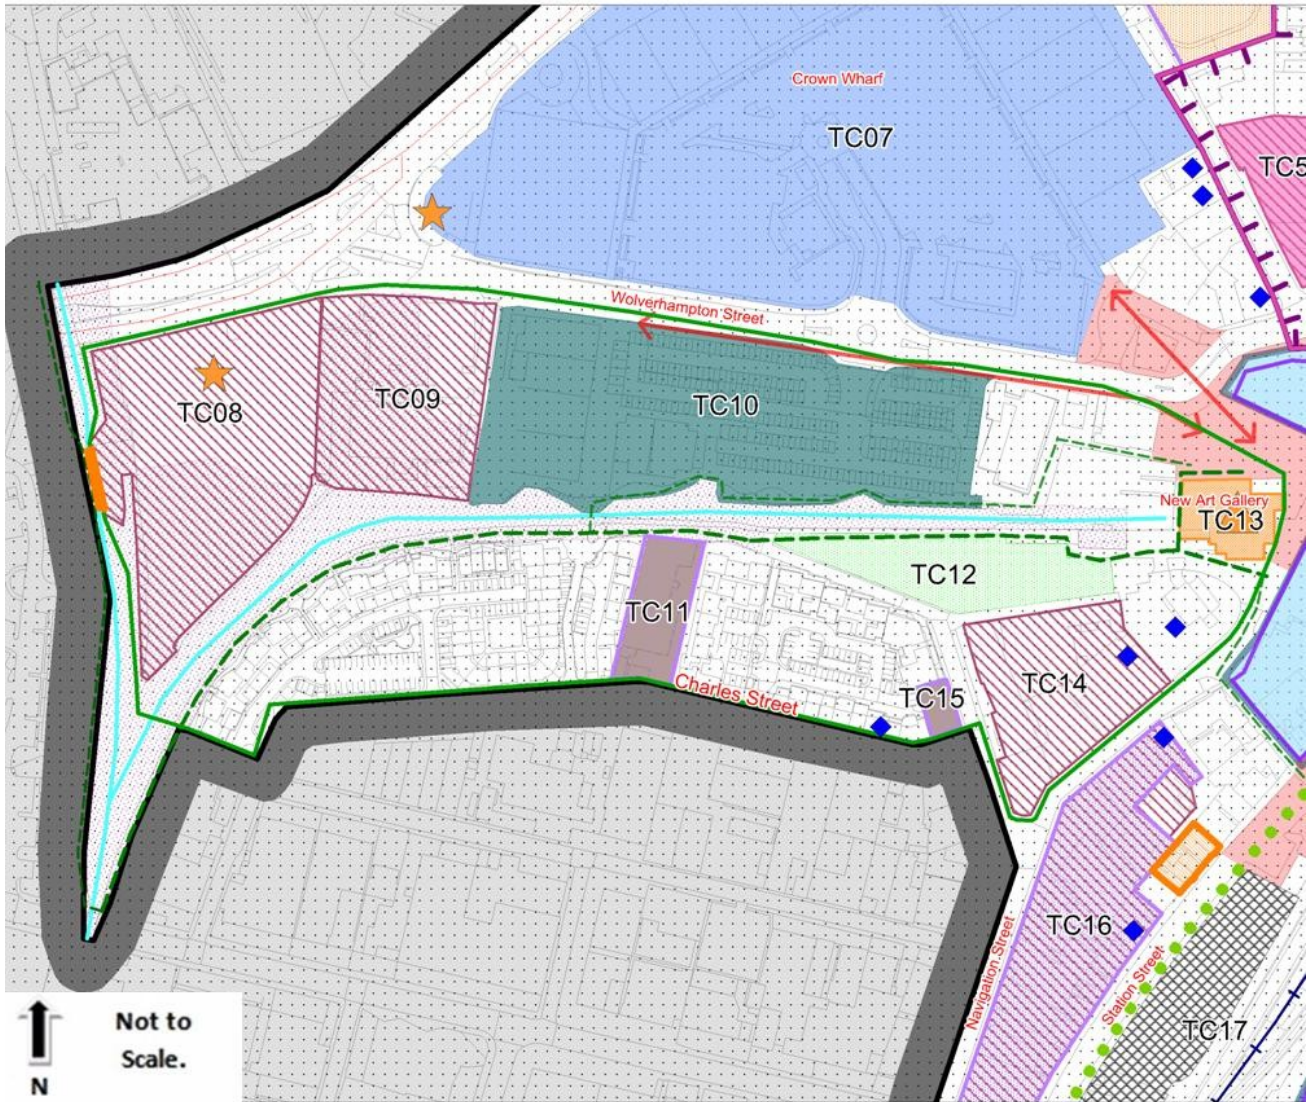 Crown Wharf
TC07
TC5
Wolverhampton Street
TC08
TC09
TC10
New Art Gallery
TC13
TC12
TC11
TC14
Charles Street
TC15
TC16
Navigation Street
Station Street
TC17
Not to
Scale.
N